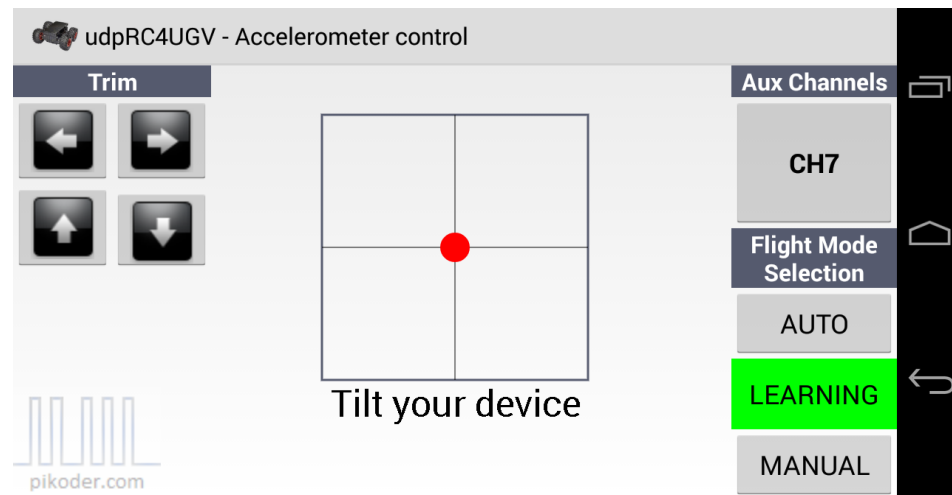 udpRC4UGV - Accelerometer control
Trim
Tilt your device
pikoder.com
Aux Channels
CH7
Flight Mode
Selection
AUTO
LEARNING
MANUAL